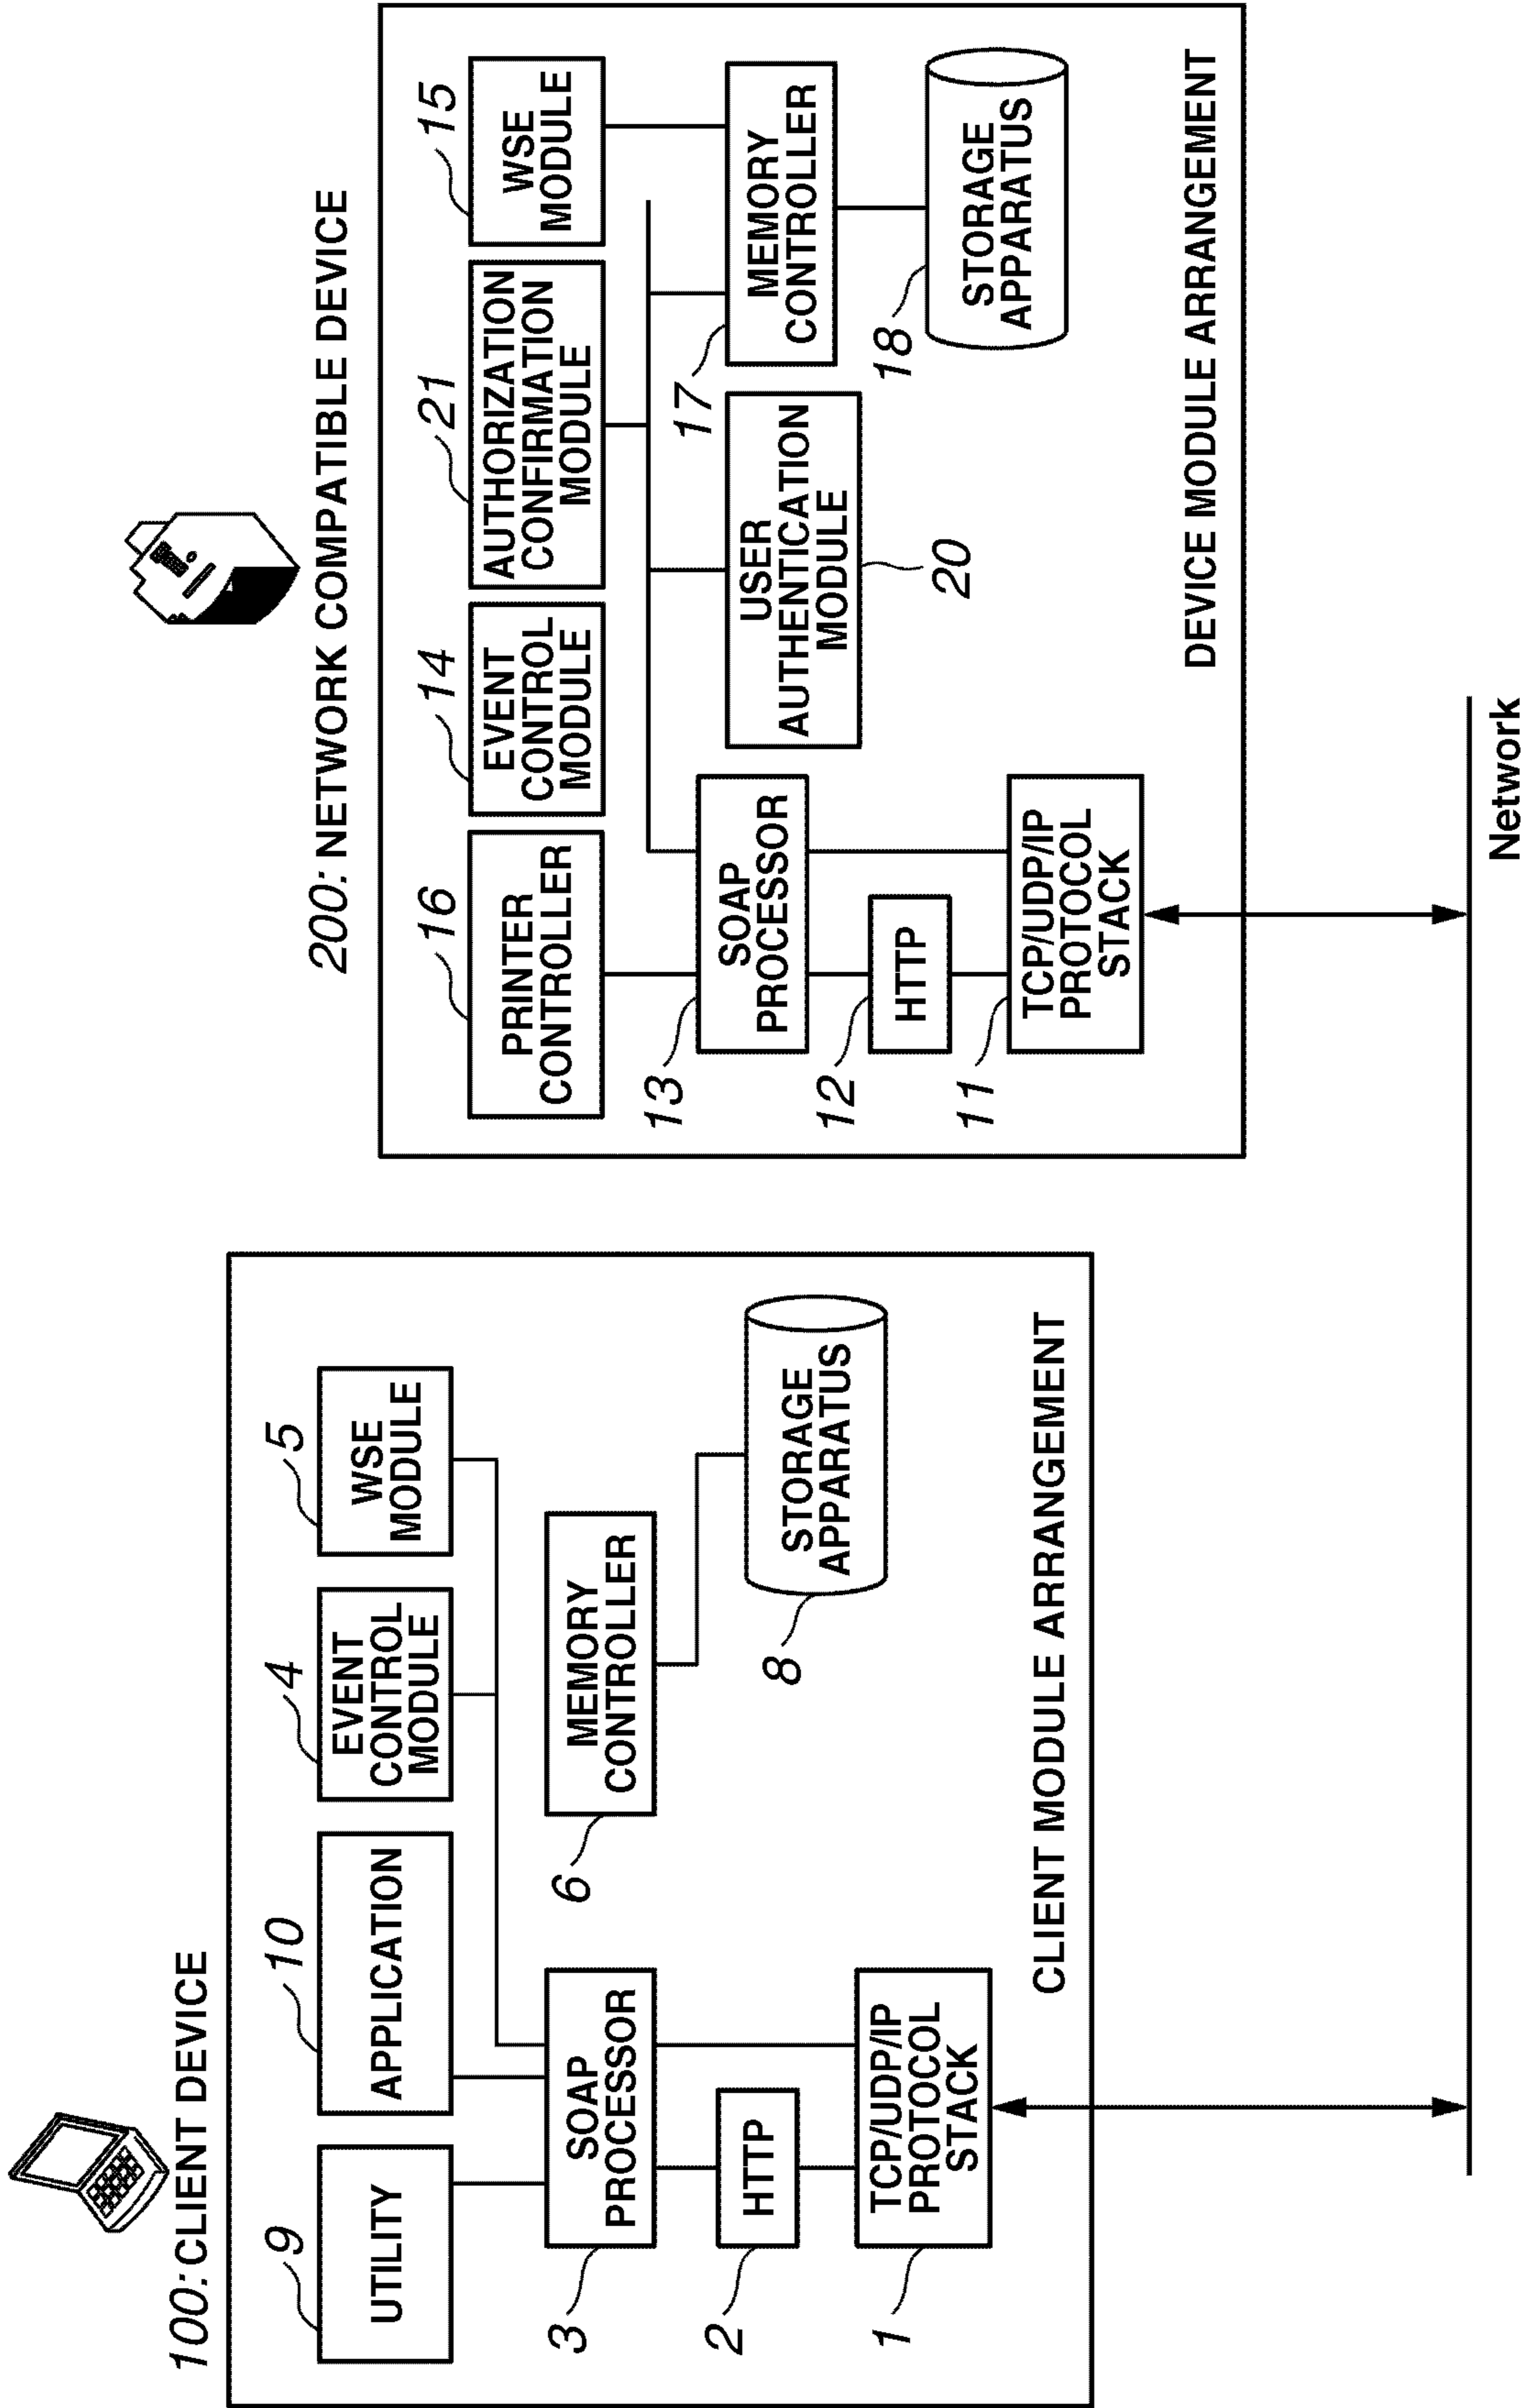 100: CLIENT DEVICE
9
UTILITY
10
APPLICATION
4
EVENT
CONTROL
MODULE
5
WSE
MODULE
3
SOAP
PROCESSOR
6
MEMORY
CONTROLLER
2
HTTP
8
STORAGE
APPARATUS
1
TCP/UDP/IP
PROTOCOL
STACK
CLIENT MODULE ARRANGEMENT
200: NETWORK COMPATIBLE DEVICE
16
PRINTER
CONTROLLER
14
EVENT
CONTROL
MODULE
21
AUTHORIZATION
CONFIRMATION
MODULE
15
WSE
MODULE
13
SOAP
PROCESSOR
USER
AUTHENTICATION
MODULE
20
17
MEMORY
CONTROLLER
12
HTTP
18
STORAGE
APPARATUS
11
TCP/UDP/IP
PROTOCOL
STACK
DEVICE MODULE ARRANGEMENT
Network